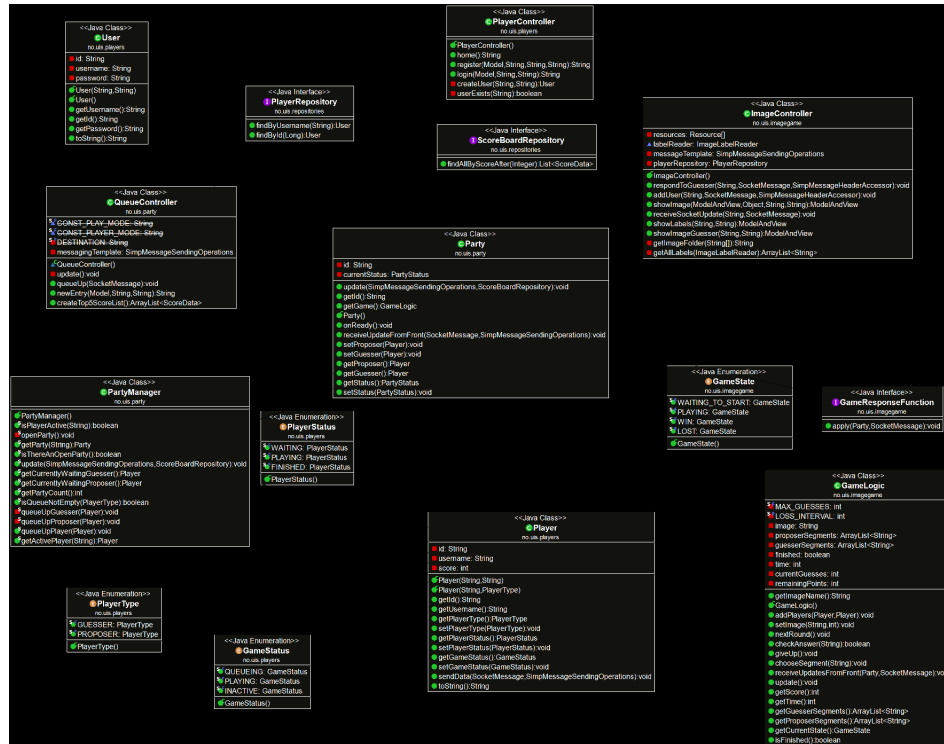 <<Java Class>>
User
no.uis.players
id: String
username: String
password: String
User(String,String)
User()
getUsername():String
getId():String
getPassword():String
toString():String
<<Java Interface>>
PlayerRepository
no.uis.repositories
findByUsername(String):User
findById(Long):User
<<Java Class>>
PlayerController
no.uis.players
PlayerController()
home():String
register(Model,String,String,String):String
login(Model,String,String):String
createUser(String,String):User
userExists(String):boolean
<<Java Interface>>
ScoreBoardRepository
no.uis.repositories
findAllByScoreAfter(Integer):List<ScoreData>
<<Java Class>>
ImageController
no.uis.imagegame
resources: Resource[]
labelReader: ImageLabelReader
messageTemplate: SimpMessageSendingOperations
playerRepository: PlayerRepository
ImageController()
respondToGuesser(String,SocketMessage,SimpMessageHeaderAccessor):void
addUser(String,SocketMessage,SimpMessageHeaderAccessor):void
showImage(ModelAndView,Object,String,String):ModelAndView
receiveSocketUpdate(String,SocketMessage):void
showLabels(String,String):ModelAndView
showImageGuesser(String,String):ModelAndView
getImageFolder(String[]):String
getAllLabels(ImageLabelReader):ArrayList<String>
<<Java Class>>
QueueController
no.uis.party
CONST_PLAY_MODE: String
CONST_PLAYER_MODE: String
DESTINATION: String
messagingTemplate: SimpMessageSendingOperations
QueueController()
update():void
queueUp(SocketMessage):void
newEntry(Model,String,String):String
createTop5ScoreList():ArrayList<ScoreData>
<<Java Class>>
Party
no.uis.party
id: String
currentStatus: PartyStatus
update(SimpMessageSendingOperations,ScoreBoardRepository):void
getId():String
getGame():GameLogic
Party()
onReady():void
receiveUpdateFromFront(SocketMessage,SimpMessageSendingOperations):void
setProposer(Player):void
setGuesser(Player):void
getProposer():Player
getGuesser():Player
getStatus():PartyStatus
setStatus(PartyStatus):void
<<Java Class>>
PartyManager
no.uis.party
PartyManager()
isPlayerActive(String):boolean
openParty():void
getParty(String):Party
isThereAnOpenParty():boolean
update(SimpMessageSendingOperations,ScoreBoardRepository):void
getCurrentlyWaitingGuesser():Player
getCurrentlyWaitingProposer():Player
getPartyCount():int
isQueueNotEmpty(PlayerType):boolean
queueUpGuesser(Player):void
queueUpProposer(Player):void
queueUpPlayer(Player):void
getActivePlayer(String):Player
<<Java Enumeration>>
PlayerStatus
no.uis.players
WAITING: PlayerStatus
PLAYING: PlayerStatus
FINISHED: PlayerStatus
PlayerStatus()
<<Java Enumeration>>
GameState
no.uis.imagegame
WAITING_TO_START: GameState
PLAYING: GameState
WIN: GameState
LOST: GameState
GameState()
<<Java Interface>>
GameResponseFunction
no.uis.imagegame
apply(Party,SocketMessage):void
<<Java Class>>
GameLogic
no.uis.imagegame
MAX_GUESSES: int
LOSS_INTERVAL: int
image: String
proposerSegments: ArrayList<String>
guesserSegments: ArrayList<String>
finished: boolean
time: int
currentGuesses: int
remainingPoints: int
getImageName():String
GameLogic()
addPlayers(Player,Player):void
setImage(String,int):void
nextRound():void
checkAnswer(String):boolean
giveUp():void
chooseSegment(String):void
receiveUpdatesFromFront(Party,SocketMessage):vo
update():void
getScore():int
getTime():int
getGuesserSegments():ArrayList<String>
getProposerSegments():ArrayList<String>
getCurrentState():GameState
isFinished():boolean
<<Java Class>>
Player
no.uis.players
id: String
username: String
score: int
Player(String,String)
Player(String,PlayerType)
getId():String
getUsername():String
getPlayerType():PlayerType
setPlayerType(PlayerType):void
getPlayerStatus():PlayerStatus
setPlayerStatus(PlayerStatus):void
getGameStatus():GameStatus
setGameStatus(GameStatus):void
sendData(SocketMessage,SimpMessageSendingOperations):void
toString():String
<<Java Enumeration>>
PlayerType
no.uis.players
GUESSER: PlayerType
PROPOSER: PlayerType
PlayerType()
<<Java Enumeration>>
GameStatus
no.uis.players
QUEUEING: GameStatus
PLAYING: GameStatus
INACTIVE: GameStatus
GameStatus()